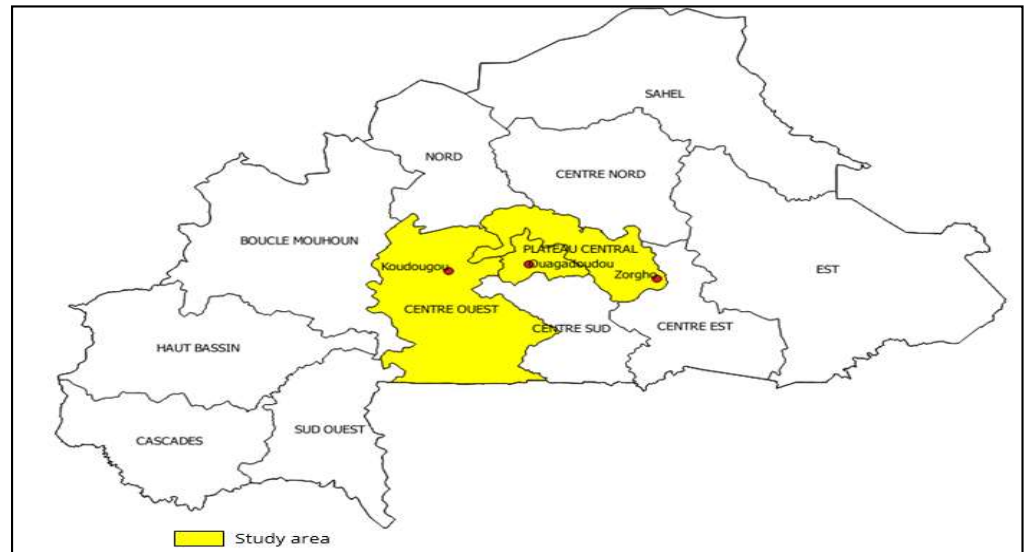 SAHEL
NORD
CENTRE NORD
BOUCLE MOUHOUN
PLATEAU CENTRAL
Koudougou
Ouagadoudou
Zorgho
EST
CENTRE OUEST
CENTRE SUD
CENTRE EST
HAUT BASSIN
SUD OUEST
CASCADES
Study area